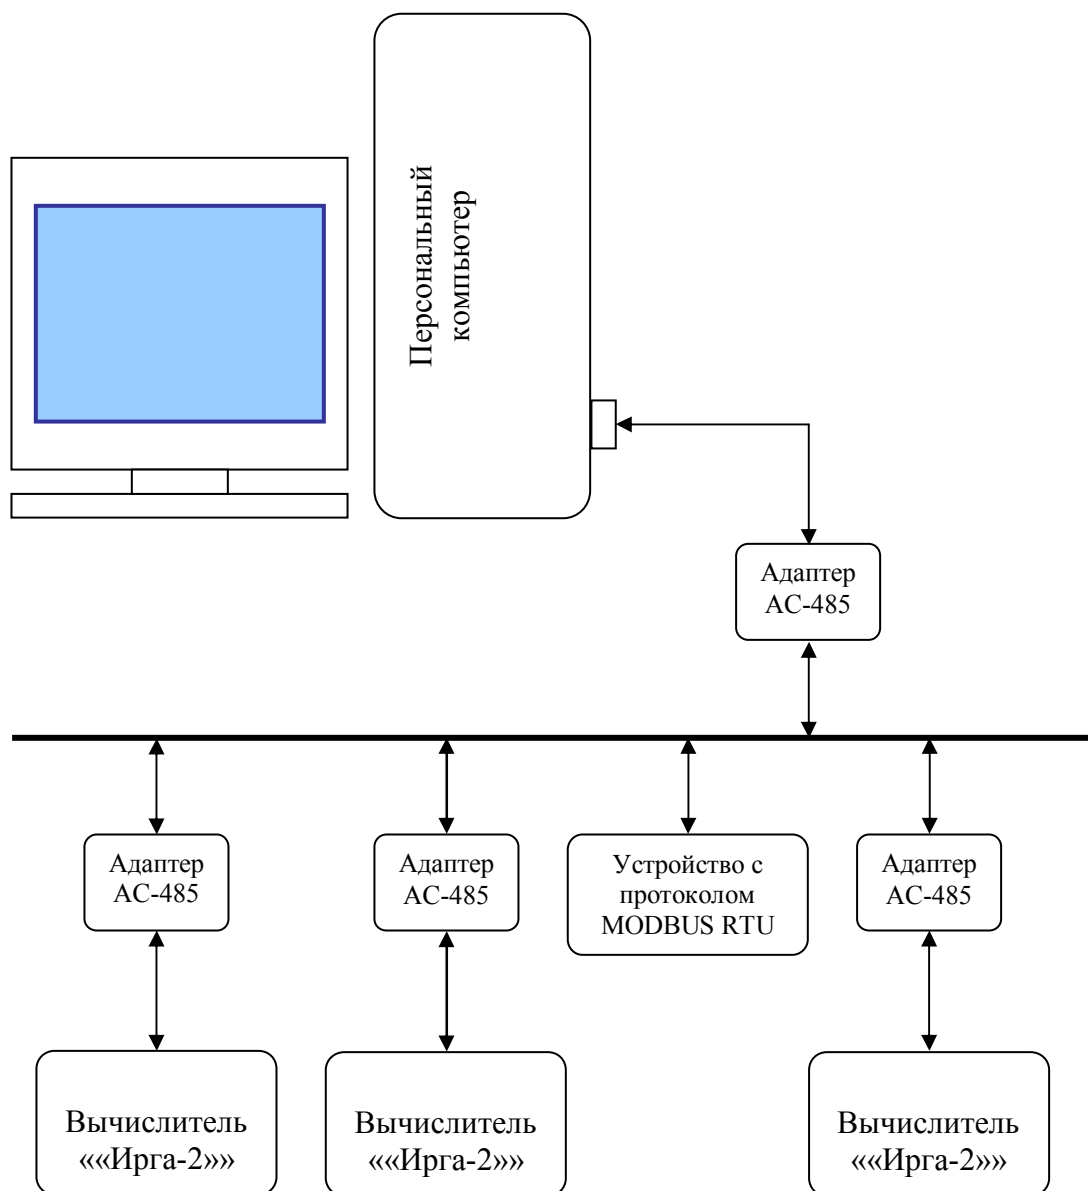 Персональный
компьютер
Адаптер
АС-485
Адаптер
АС-485
Адаптер
АС-485
Устройство с
протоколом
MODBUS RTU
Адаптер
АС-485
Вычислитель
««Ирга-2»»
Вычислитель
««Ирга-2»»
Вычислитель
««Ирга-2»»